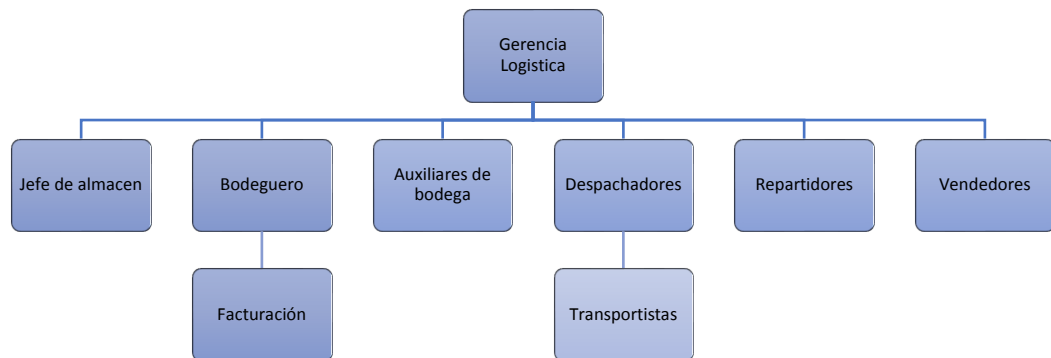 Gerencia
Logistica
Jefe de almacen
Bodeguero
Auxiliares de
bodega
Despachadores
Repartidores
Vendedores
Facturación
Transportistas